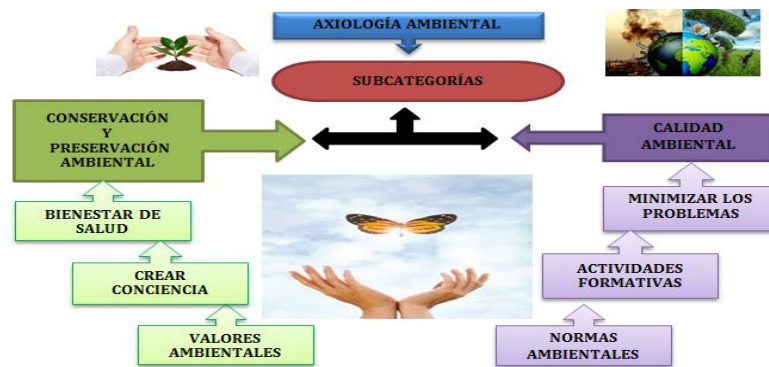 AXIOLOGÍA AMBIENTAL
SUBCATEGORÍAS
CONSERVACIÓN
Y
PRESERVACIÓN
AMBIENTAL
CALIDAD
AMBIENTAL
BIENESTAR DE
SALUD
MINIMIZAR LOS
PROBLEMAS
CREAR
CONCIENCIA
ACTIVIDADES
FORMATIVAS
VALORES
AMBIENTALES
NORMAS
AMBIENTALES